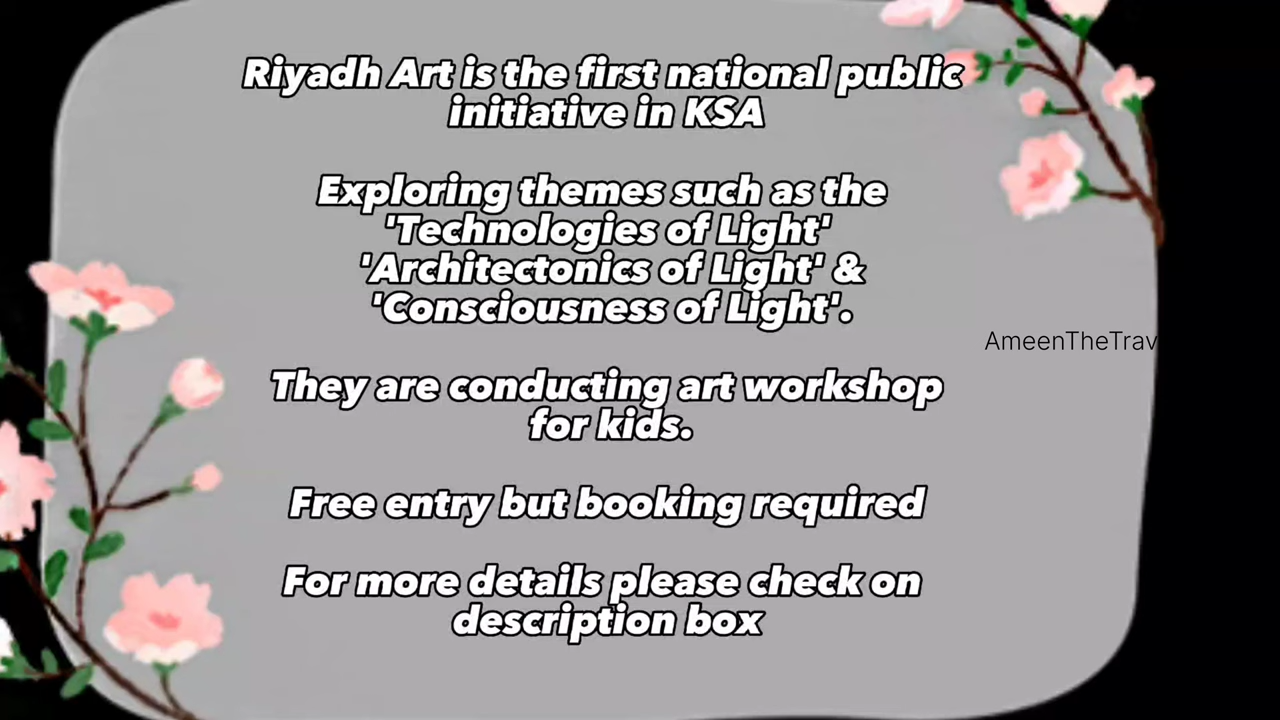 Riyadh Art is the first national public
initiative in KSA
Exploring themes such as the
'Technologies of Light'
'Architectonics of Light' &
'Consciousness of Light'.
AmeenTheTrav
They are conducting art workshop
for kids.
Free entry but booking required
For more details please check on
description box